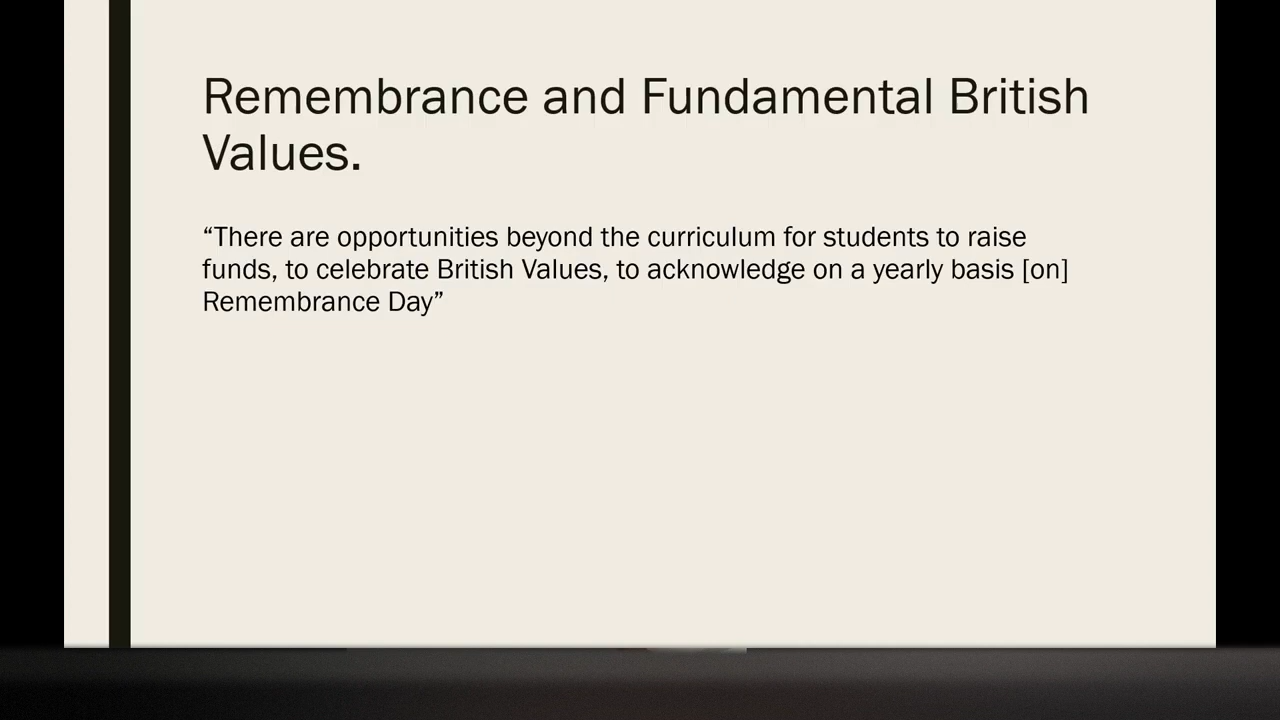 Remembrance and Fundamental British
Values.
“There are opportunities beyond the curriculum for students to raise
funds, to celebrate British Values, to acknowledge on a yearly basis [on]
Remembrance Day”